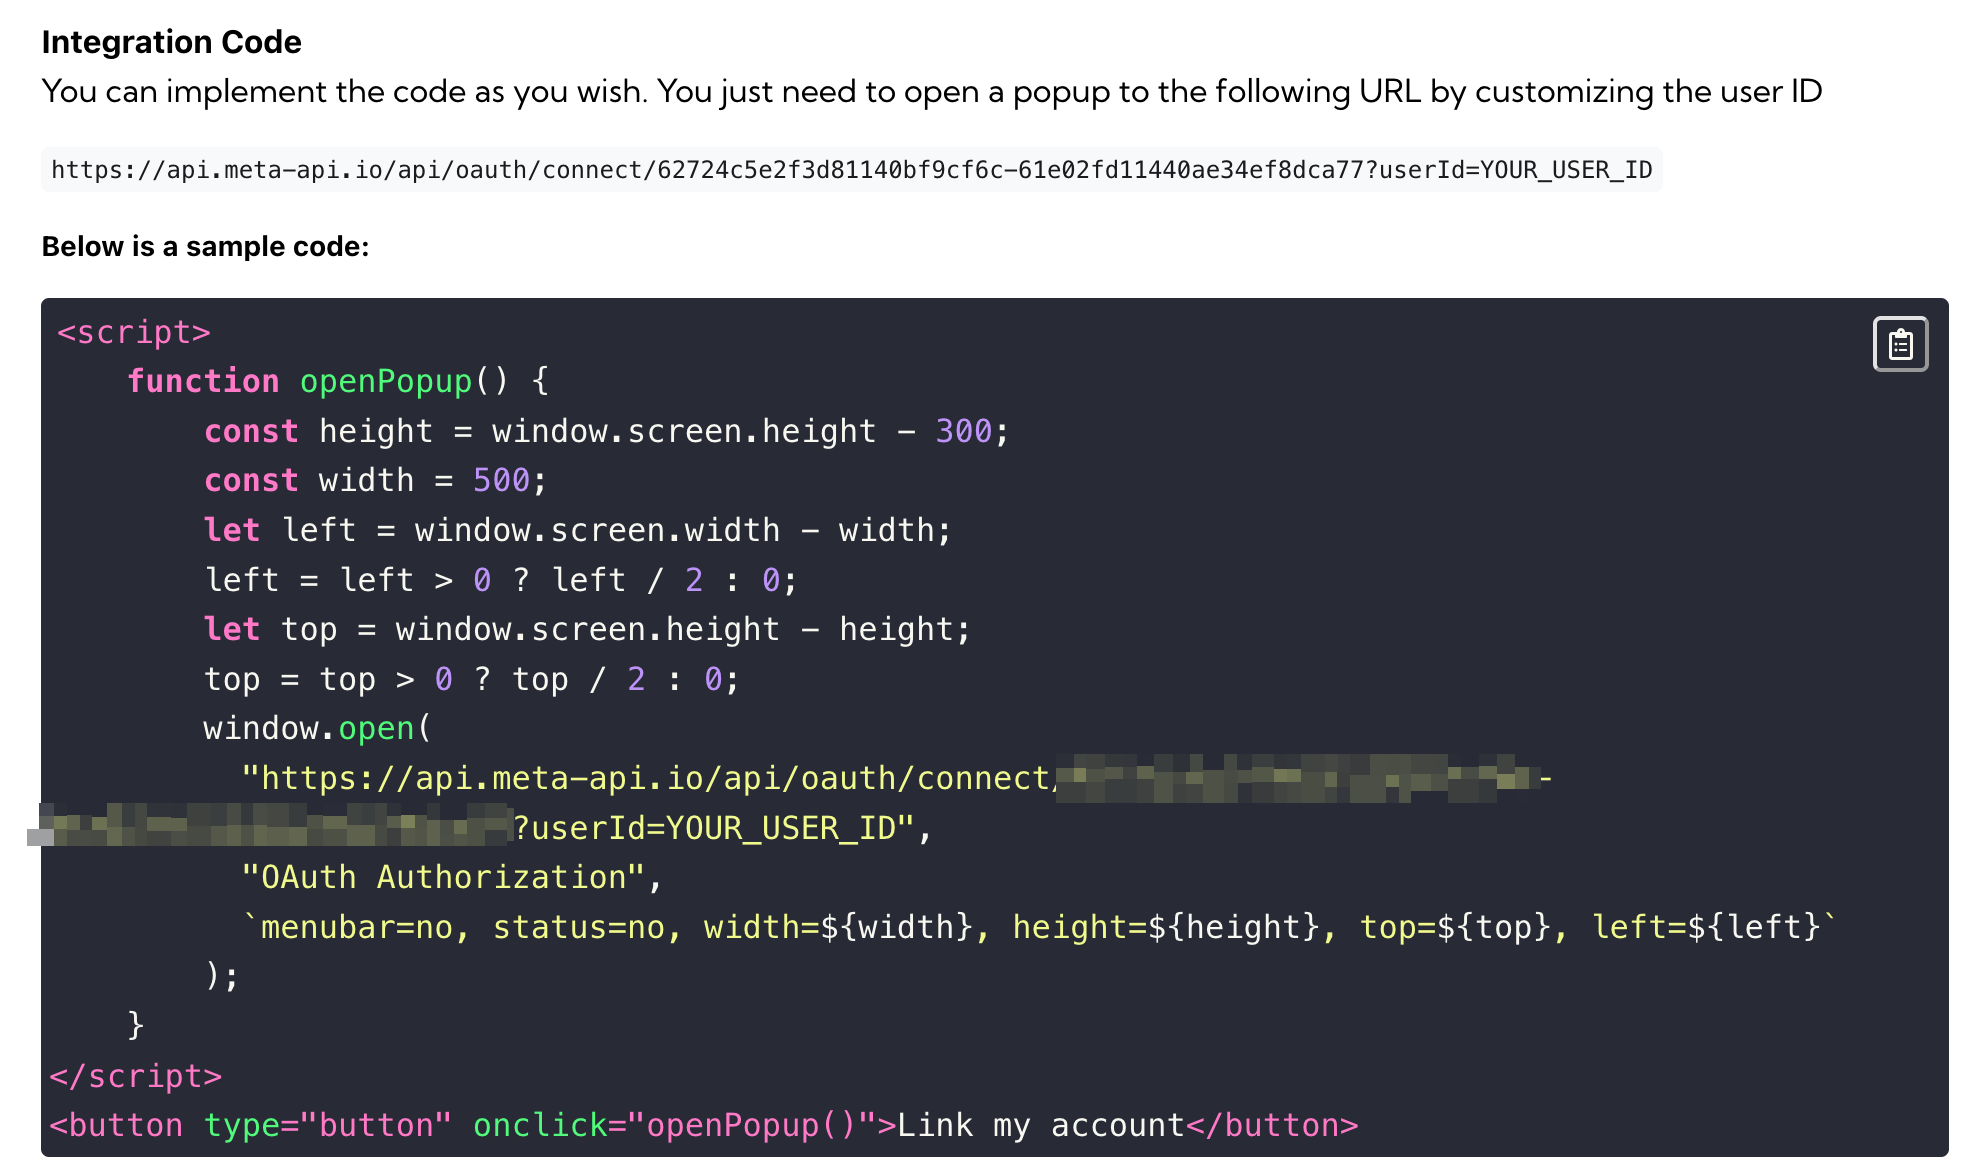 Integration Code
You can implement the code as you wish. You just need to open a popup to the following URL by customizing the user ID
https://api.meta-api.io/api/oauth/connect/62724c5e2f3d81140bf9cf6c-61e02fd11440ae34ef8dca77?userId=YOUR_USER_ID
Below is a sample code:
<script>
function openPopup() {
const height = window.screen.height - 300;
const width = 500;
let left = window.screen.width - width;
left = left > 0 ? left / 2 : 0;
let top = window.screen.height - height;
top = top > 0 ? top / 2 : 0;
window.open(
"https://api.meta-api.io/api/oauth/connect/ -
?userId=YOUR_USER_ID",
"OAuth Authorization",
`menubar=no, status=no, width=${width}, height=${height}, top=${top}, left=${left}`
);
}
</script>
<button type="button" onclick="openPopup()">Link my account</button>